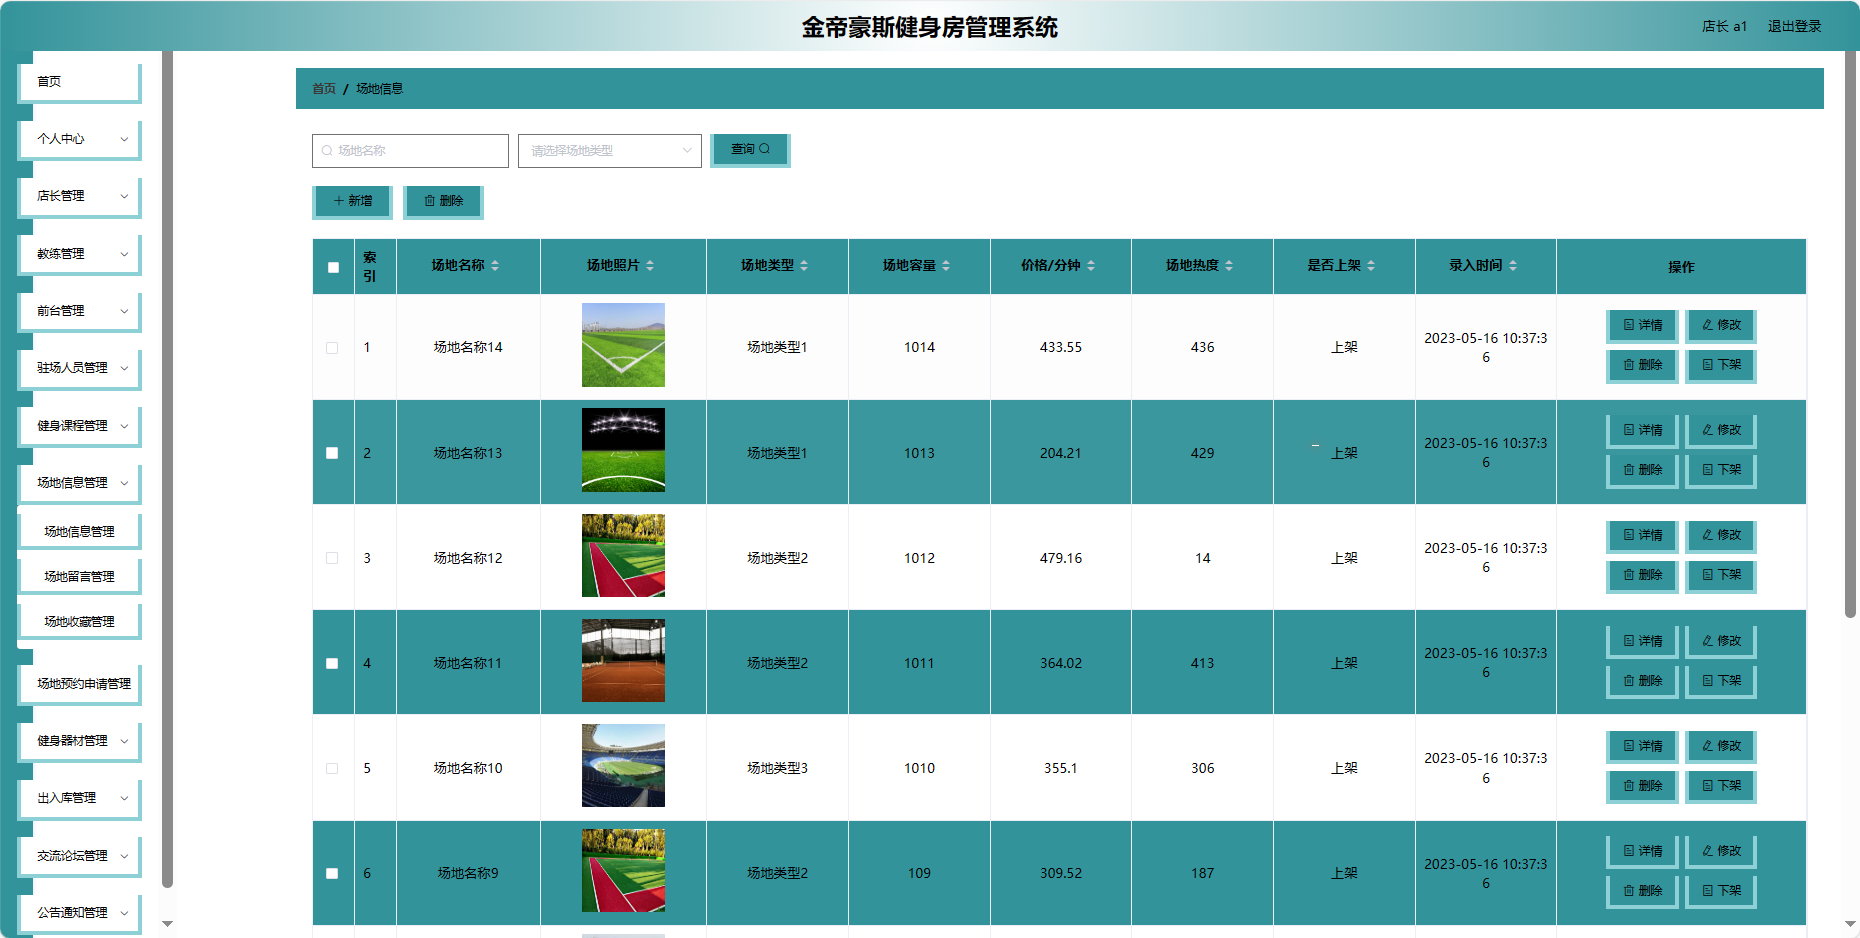 金帝豪斯健身房管理系统
店长 a1 退出登录
首页
个人中心
店长管理
教练管理
前台管理
驻场人员管理
健身课程管理
场地信息管理
场地信息管理
场地留言管理
场地收藏管理
场地预约申请管理
健身器材管理
出入库管理
交流论坛管理
公告通知管理
首页 / 场地信息
场地名称 请选择场地类型 查询
新增 删除
索引 场地名称 场地照片 场地类型 场地容量 价格/分钟 场地热度 是否上架 录入时间 操作
1 场地名称14 场地类型1 1014 433.55 436 上架 2023-05-16 10:37:36 详情 修改
删除 下架
2 场地名称13 场地类型1 1013 204.21 429 上架 2023-05-16 10:37:36 详情 修改
删除 下架
3 场地名称12 场地类型2 1012 479.16 14 上架 2023-05-16 10:37:36 详情 修改
删除 下架
4 场地名称11 场地类型2 1011 364.02 413 上架 2023-05-16 10:37:36 详情 修改
删除 下架
5 场地名称10 场地类型3 1010 355.1 306 上架 2023-05-16 10:37:36 详情 修改
删除 下架
6 场地名称9 场地类型2 109 309.52 187 上架 2023-05-16 10:37:36 详情 修改
删除 下架